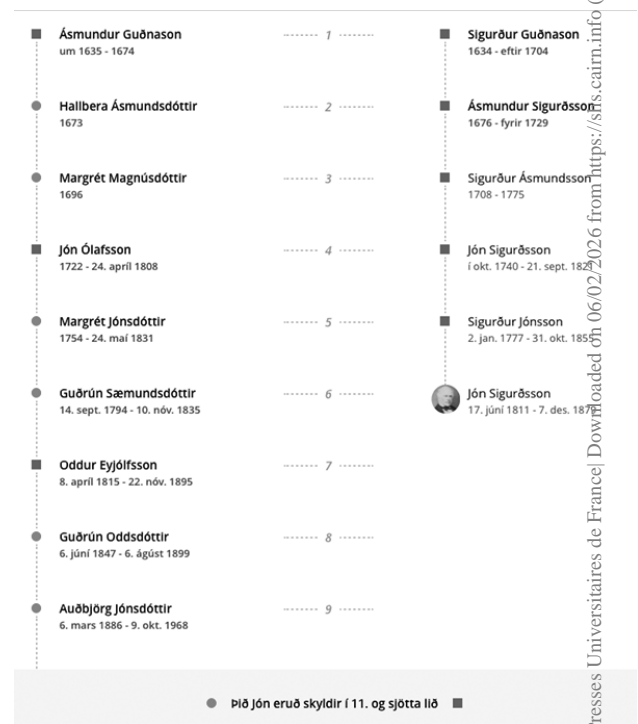 Ásmundur Guðnason
um 1635 - 1674
1
Sigurður Guðnason
1634 - eftir 1704
Hallbera Ásmundsdóttir
1673
2
Ásmundur Sigurðsson
1676 - fyrir 1729
Margrét Magnúsdóttir
1696
3
Sigurður Ásmundsson
1708 - 1775
Jón Ólafsson
1722 - 24. apríl 1808
4
Jón Sigurðsson
í okt. 1740 - 21. sept. 1821
Margrét Jónsdóttir
1754 - 24. maí 1831
5
Sigurður Jónsson
2. jan. 1777 - 31. okt. 1855
Guðrún Sæmundsdóttir
14. sept. 1794 - 10. nóv. 1835
6
Jón Sigurðsson
17. júní 1811 - 7. des. 1879
Oddur Eyjólfsson
8. apríl 1815 - 22. nóv. 1895
7
Guðrún Oddsdóttir
6. júní 1847 - 6. ágúst 1899
8
Auðbjörg Jónsdóttir
6. mars 1886 - 9. okt. 1968
9
Þið Jón eruð skyldir í 11. og sjötta lið
resses Universitaires de France| Downloaded on 06/02/2026 from https://shs.cairn.info (